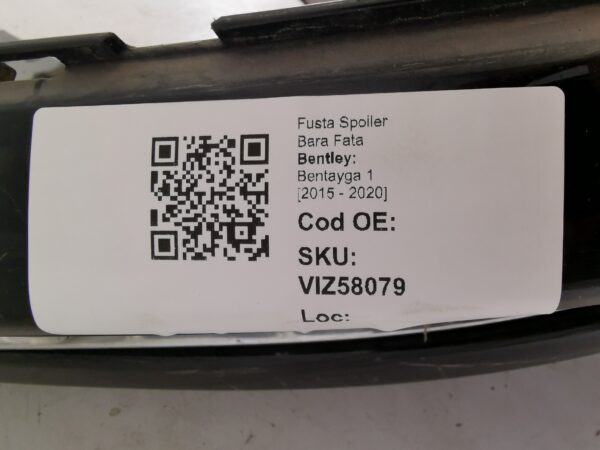 Fusta Spoiler
Bara Fata
Bentley:
Bentayga 1
[2015 - 2020]
Cod OE:
SKU:
VIZ58079
Loc: